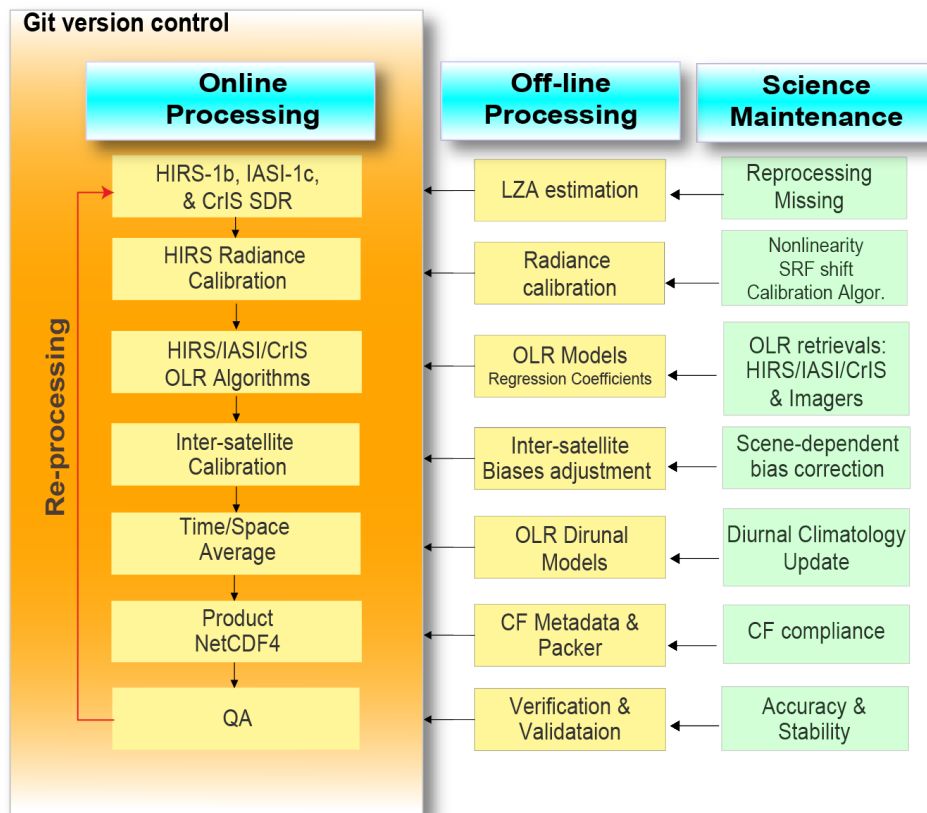 Git version control
Online
Processing
Off-line
Processing
Science
Maintenance
HIRS-1b, IASI-1c,
& CrIS SDR
LZA estimation
Reprocessing
Missing
HIRS Radiance
Calibration
Radiance
calibration
Nonlinearity
SRF shift
Calibration Algor.
HIRS/IASI/CrIS
OLR Algorithms
OLR Models
Regression Coefficients
OLR retrievals:
HIRS/IASI/CrIS
& Imagers
Inter-satellite
Calibration
Inter-satellite
Biases adjustment
Scene-dependent
bias correction
Time/Space
Average
OLR Dirunal
Models
Diurnal Climatology
Update
Product
NetCDF4
CF Metadata &
Packer
CF compliance
QA
Verification &
Validataion
Accuracy &
Stability
Re-processing